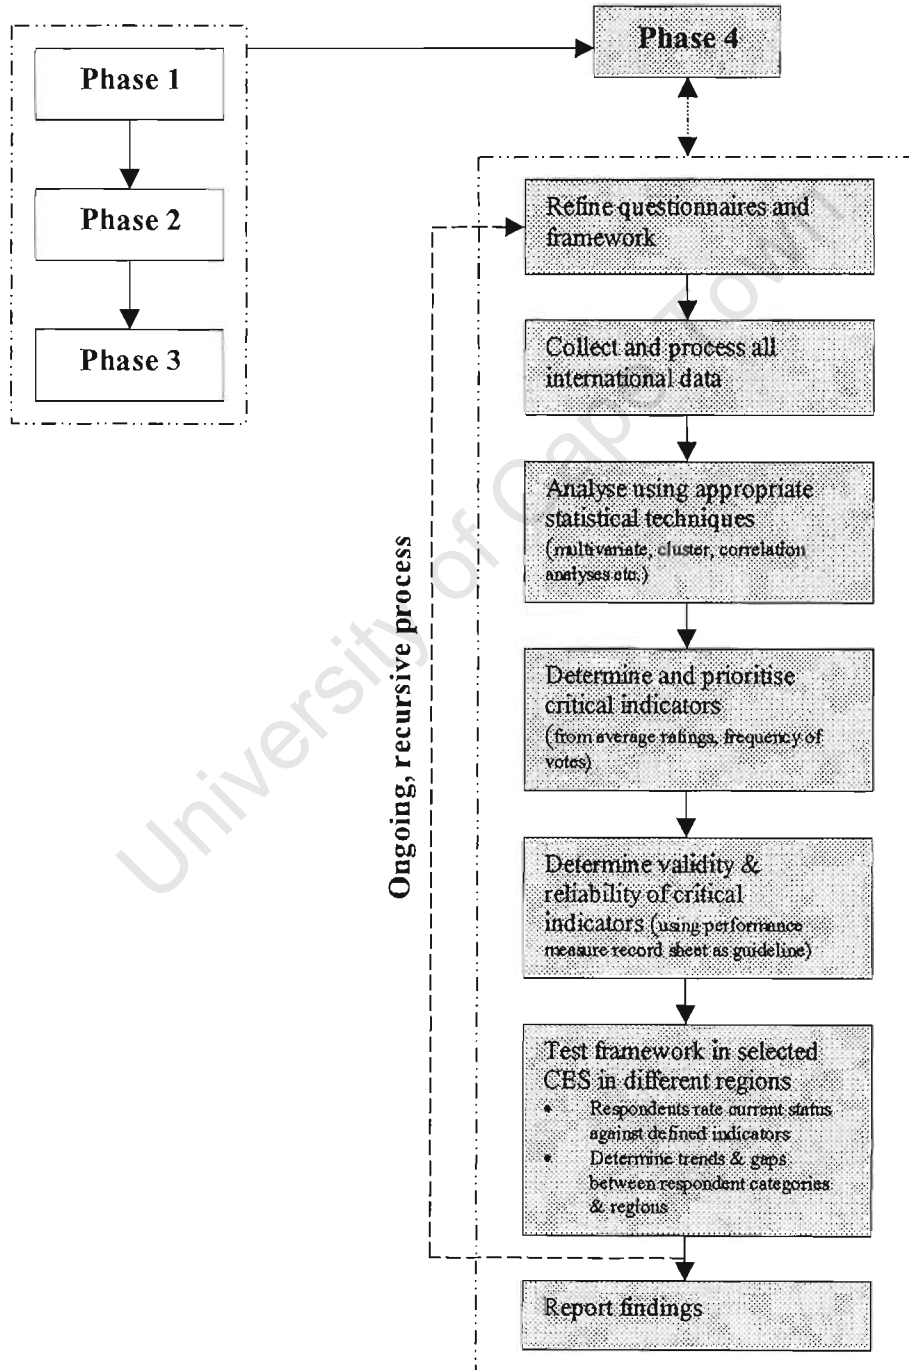 Phase 1
Phase 2
Phase 3
Phase 4
Refine questionnaires and
framework
Collect and process all
international data
Analyse using appropriate
statistical techniques
(multivariate, cluster, correlation
analyses etc.)
Determine and prioritise
critical indicators
(from average ratings, frequency of
votes)
Determine validity &
reliability of critical
indicators (using performance
measure record sheet as guideline)
Test framework in selected
CES in different regions
• Respondents rate current status
against defined indicators
• Determine trends & gaps
between respondent categories
& regions
Report findings
Ongoing, recursive process
University of Cape Town